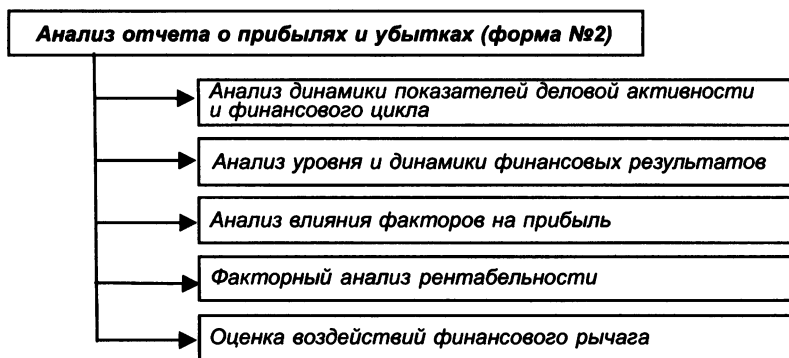 Анализ отчета о прибылях и убытках (форма №2)
Анализ динамики показателей деловой активности
и финансового цикла
Анализ уровня и динамики финансовых результатов
Анализ влияния факторов на прибыль
Факторный анализ рентабельности
Оценка воздействий финансового рычага